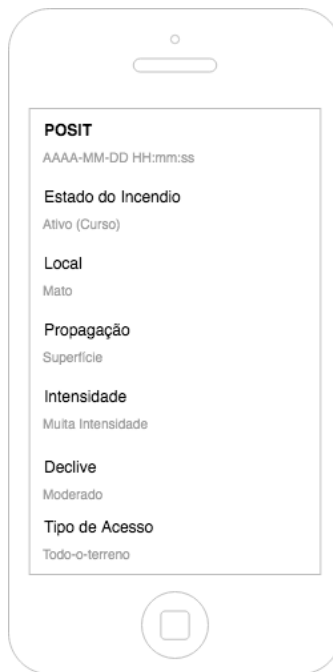 POSIT
AAAA-MM-DD HH:mm:ss
Estado do Incendio
Ativo (Curso)
Local
Mato
Propagação
Superfície
Intensidade
Muita Intensidade
Declive
Moderado
Tipo de Acesso
Todo-o-terreno